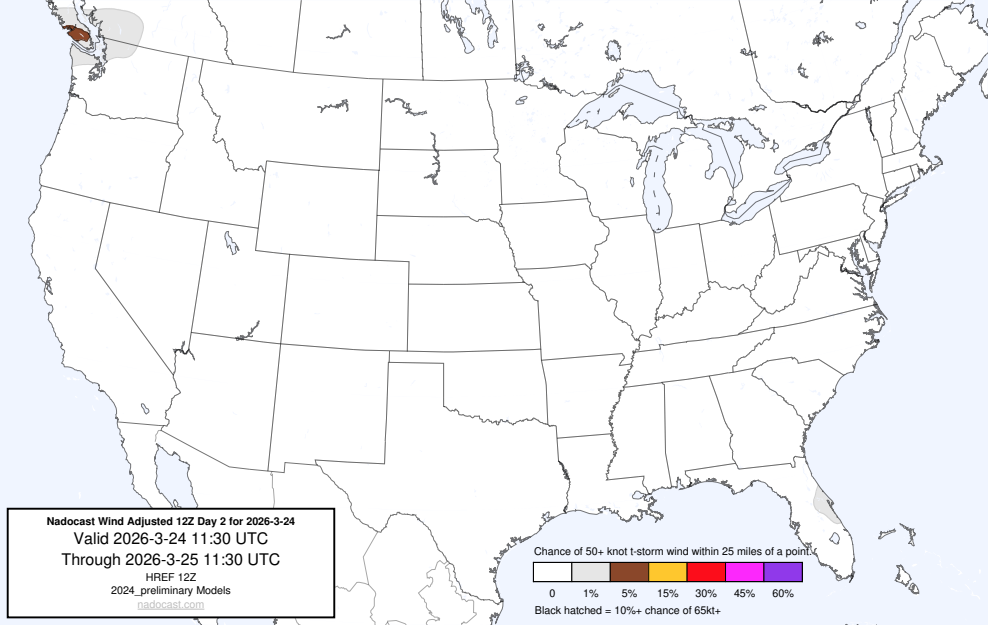 Nadocast Wind Adjusted 12Z Day 2 for 2026-3-24
Valid 2026-3-24 11:30 UTC
Through 2026-3-25 11:30 UTC
HREF 12Z
2024_preliminary Models
nadocast.com
Chance of 50+ knot t-storm wind within 25 miles of a point.
0 1% 5% 15% 30% 45% 60%
Black hatched = 10%+ chance of 65kt+